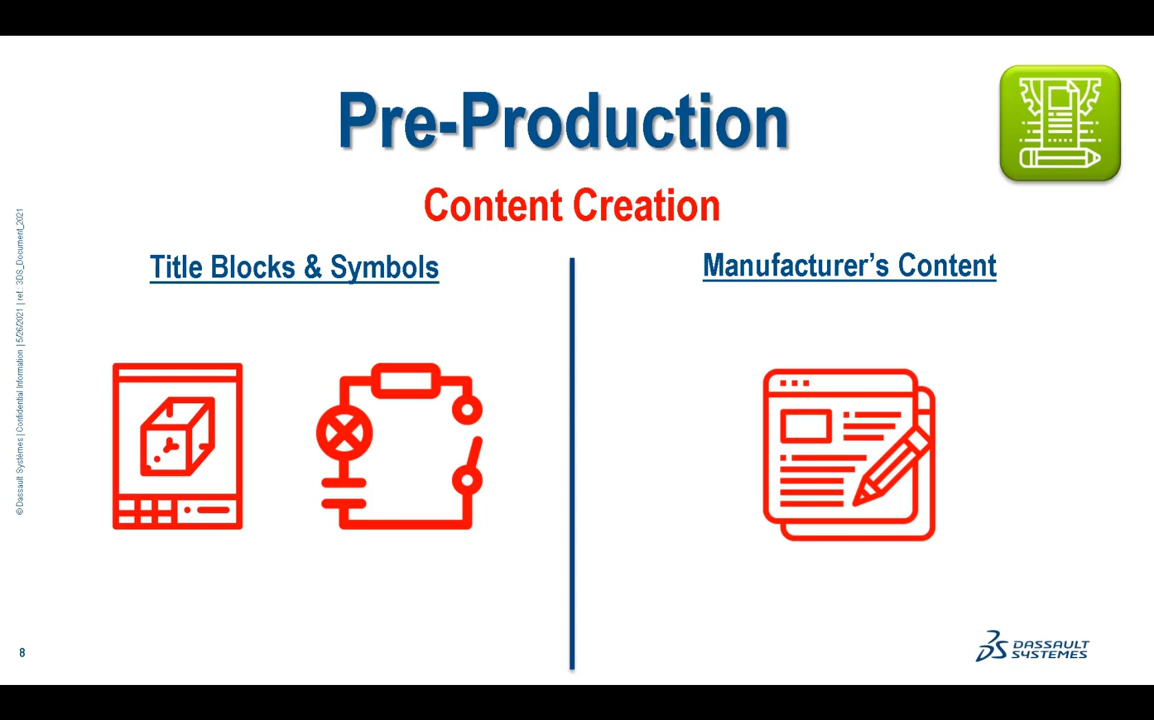 Pre-Production
Content Creation
Title Blocks & Symbols
Manufacturer’s Content
© Dassault Systèmes | Confidential Information | 5/26/2021 | ref.: 3DS_Document_2021
8
DASSAULT
SYSTEMES